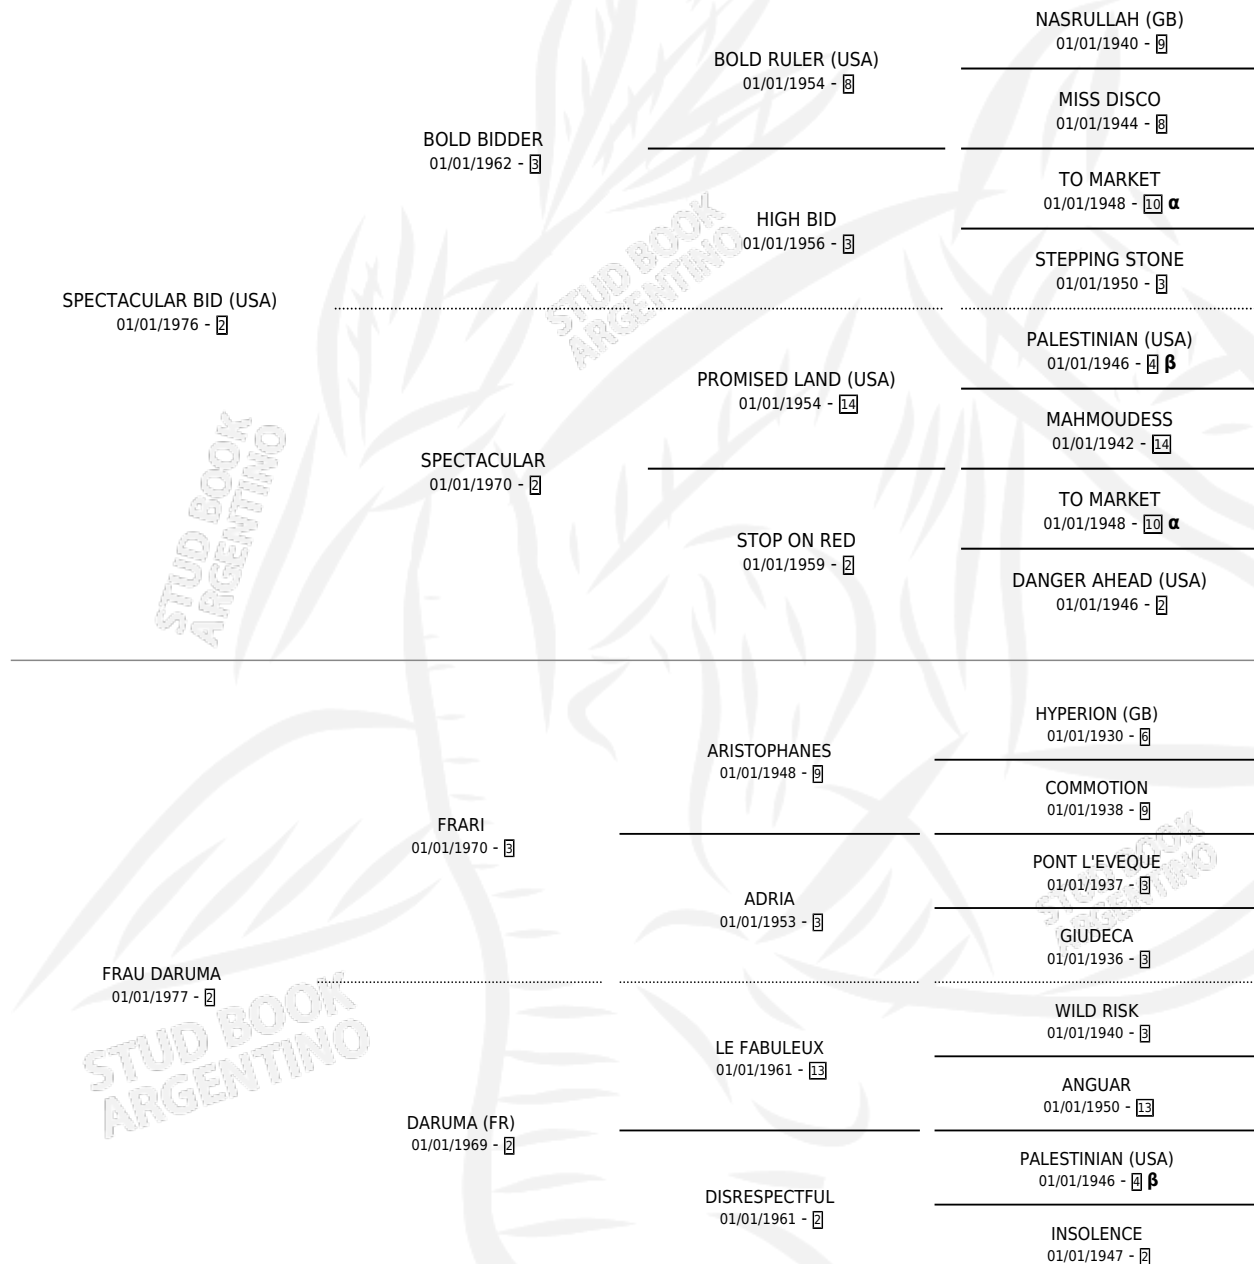 NASRULLAH (GB)
01/01/1940 - 9
BOLD RULER (USA)
01/01/1954 - 8
MISS DISCO
01/01/1944 - 8
BOLD BIDDER
01/01/1962 - 3
TO MARKET
01/01/1948 - 10 α
HIGH BID
01/01/1956 - 3
STEPPING STONE
01/01/1950 - 3
SPECTACULAR BID (USA)
01/01/1976 - 2
PALESTINIAN (USA)
01/01/1946 - 4 β
PROMISED LAND (USA)
01/01/1954 - 14
MAHMOUDESS
01/01/1942 - 14
SPECTACULAR
01/01/1970 - 2
TO MARKET
01/01/1948 - 10 α
STOP ON RED
01/01/1959 - 2
DANGER AHEAD (USA)
01/01/1946 - 2
HYPERION (GB)
01/01/1930 - 6
ARISTOPHANES
01/01/1948 - 9
COMMOTION
01/01/1938 - 9
FRARI
01/01/1970 - 3
PONT L'EVEQUE
01/01/1937 - 3
ADRIA
01/01/1953 - 3
GIUDECA
01/01/1936 - 3
FRAU DARUMA
01/01/1977 - 2
WILD RISK
01/01/1940 - 3
LE FABULEUX
01/01/1961 - 13
ANGUAR
01/01/1950 - 13
DARUMA (FR)
01/01/1969 - 2
PALESTINIAN (USA)
01/01/1946 - 4 β
DISRESPECTFUL
01/01/1961 - 2
INSOLENCE
01/01/1947 - 2
STUD BOOK
ARGENTINO
STUD BOOK
ARGENTINO
STUD BOOK
ARGENTINO
STUD BOOK
ARGENTINO